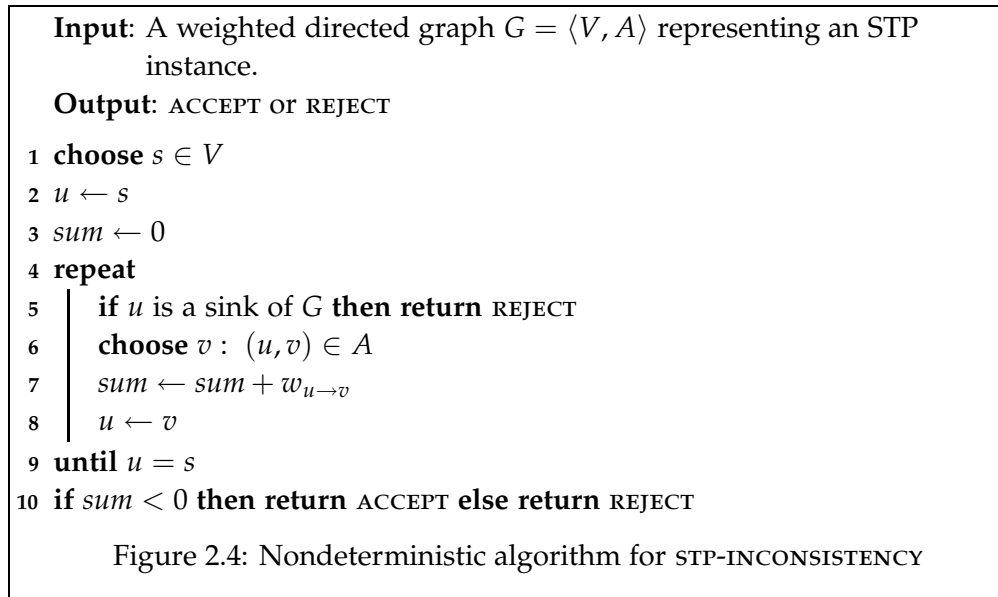 Input: A weighted directed graph G = ⟨V, A⟩ representing an STP
instance.
Output: ACCEPT or REJECT
1 choose s ∈ V
2 u ← s
3 sum ← 0
4 repeat
5 if u is a sink of G then return REJECT
6 choose v : (u, v) ∈ A
7 sum ← sum + w_{u→v}
8 u ← v
9 until u = s
10 if sum < 0 then return ACCEPT else return REJECT
Figure 2.4: Nondeterministic algorithm for STP-INCONSISTENCY